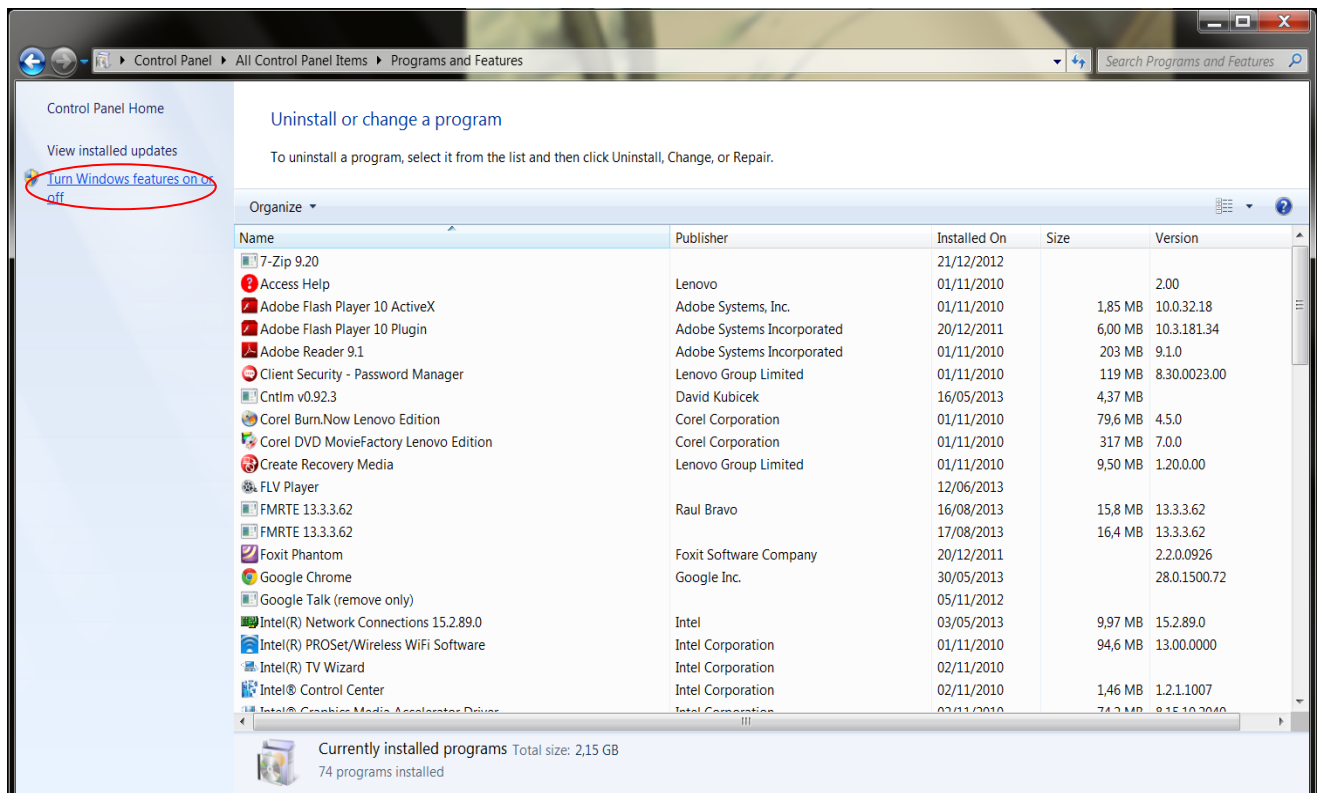 Control Panel ▸ All Control Panel Items ▸ Programs and Features
Search Programs and Features
Control Panel Home
View installed updates
Turn Windows features on or
off
Uninstall or change a program
To uninstall a program, select it from the list and then click Uninstall, Change, or Repair.
Organize
Name Publisher Installed On Size Version
7-Zip 9.20 21/12/2012
Access Help Lenovo 01/11/2010 2.00
Adobe Flash Player 10 ActiveX Adobe Systems, Inc. 01/11/2010 1,85 MB 10.0.32.18
Adobe Flash Player 10 Plugin Adobe Systems Incorporated 20/12/2011 6,00 MB 10.3.181.34
Adobe Reader 9.1 Adobe Systems Incorporated 01/11/2010 203 MB 9.1.0
Client Security - Password Manager Lenovo Group Limited 01/11/2010 119 MB 8.30.0023.00
Cntlm v0.92.3 David Kubicek 16/05/2013 4,37 MB
Corel Burn.Now Lenovo Edition Corel Corporation 01/11/2010 79,6 MB 4.5.0
Corel DVD MovieFactory Lenovo Edition Corel Corporation 01/11/2010 317 MB 7.0.0
Create Recovery Media Lenovo Group Limited 01/11/2010 9,50 MB 1.20.0.00
FLV Player 12/06/2013
FMRTE 13.3.3.62 Raul Bravo 16/08/2013 15,8 MB 13.3.3.62
FMRTE 13.3.3.62 17/08/2013 16,4 MB 13.3.3.62
Foxit Phantom Foxit Software Company 20/12/2011 2.2.0.0926
Google Chrome Google Inc. 30/05/2013 28.0.1500.72
Google Talk (remove only) 05/11/2012
Intel(R) Network Connections 15.2.89.0 Intel 03/05/2013 9,97 MB 15.2.89.0
Intel(R) PROSet/Wireless WiFi Software Intel Corporation 01/11/2010 94,6 MB 13.00.0000
Intel(R) TV Wizard Intel Corporation 02/11/2010
Intel® Control Center Intel Corporation 02/11/2010 1,46 MB 1.2.1.1007
Intel® Graphics Media Accelerator Driver Intel Corporation 02/11/2010 74,2 MB 8.15.10.2040
Currently installed programs Total size: 2,15 GB
74 programs installed